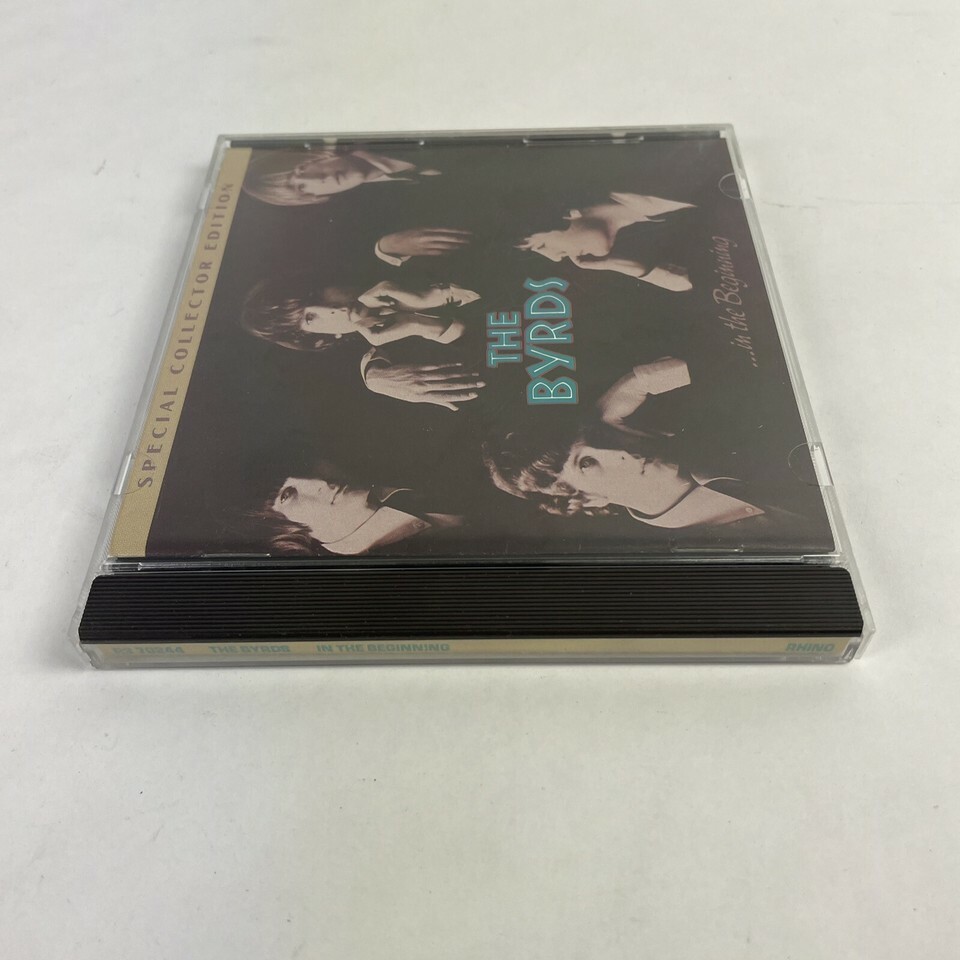 SPECIAL COLLECTOR EDITION
THE
BYRDS
...in the Beginning
THE BYRDS IN THE BEGINNING RHINO